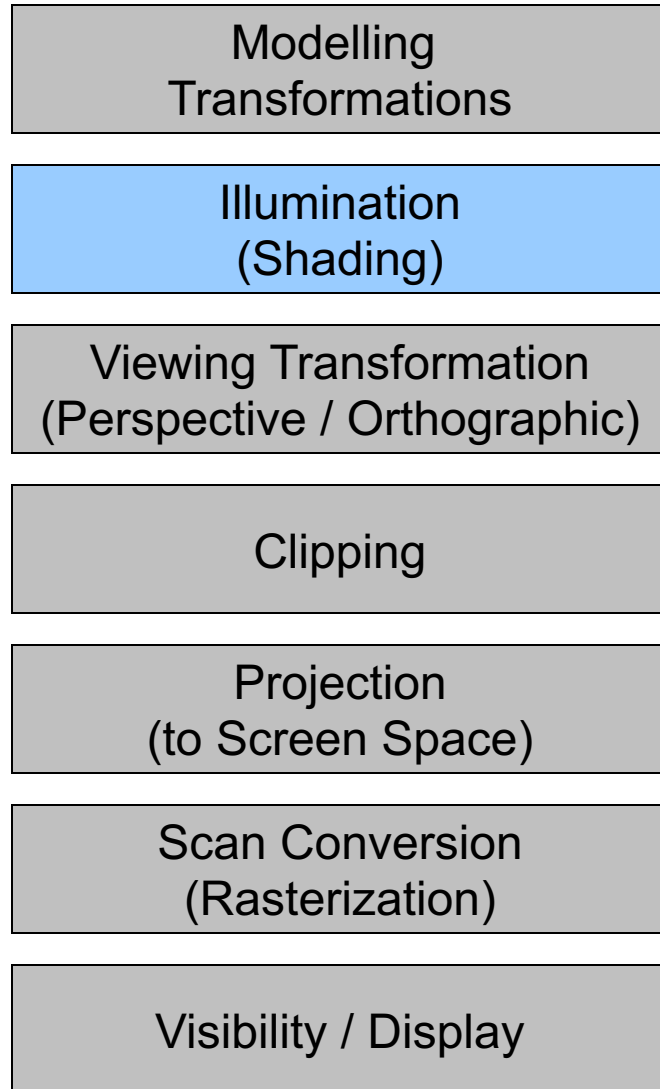 Modelling
Transformations
Illumination
(Shading)
Viewing Transformation
(Perspective / Orthographic)
Clipping
Projection
(to Screen Space)
Scan Conversion
(Rasterization)
Visibility / Display